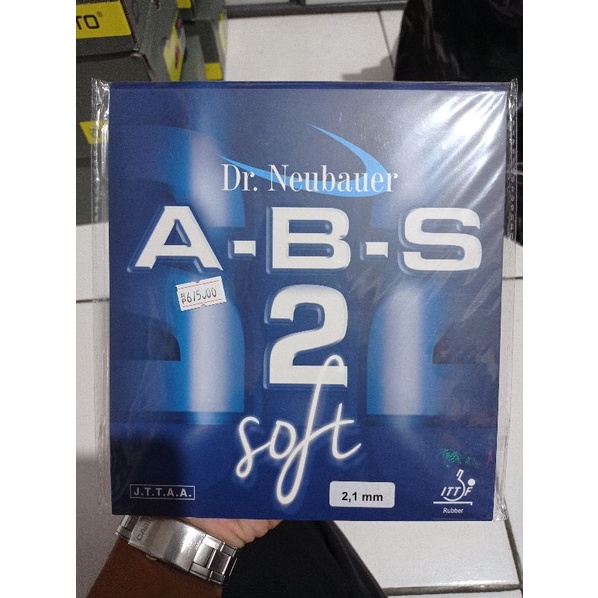 Dr. Neubauer
A-B-S
2
soft
2,1 mm
J.T.T.A.A.
ITTF
Rubber